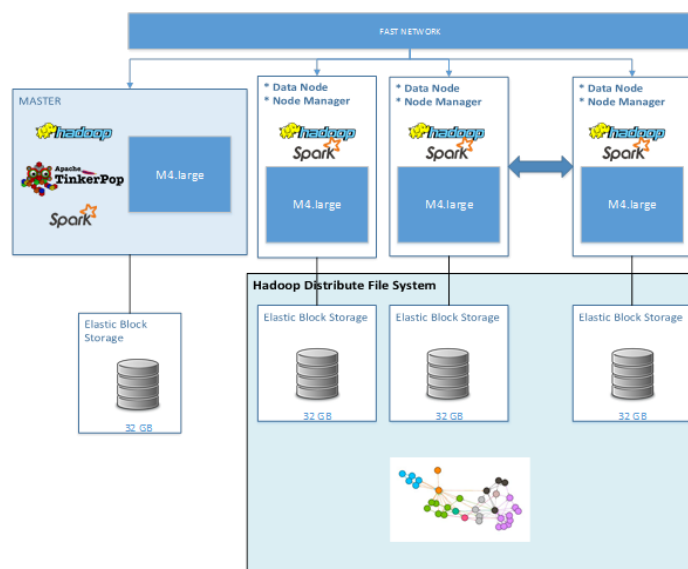 FAST NETWORK
MASTER
hadoop
Apache
TinkerPop
Spark
M4.large
* Data Node
* Node Manager
hadoop
Spark
M4.large
* Data Node
* Node Manager
hadoop
Spark
M4.large
* Data Node
* Node Manager
hadoop
Spark
M4.large
Hadoop Distribute File System
Elastic Block
Storage
32 GB
Elastic Block Storage
32 GB
Elastic Block Storage
32 GB
Elastic Block Storage
32 GB